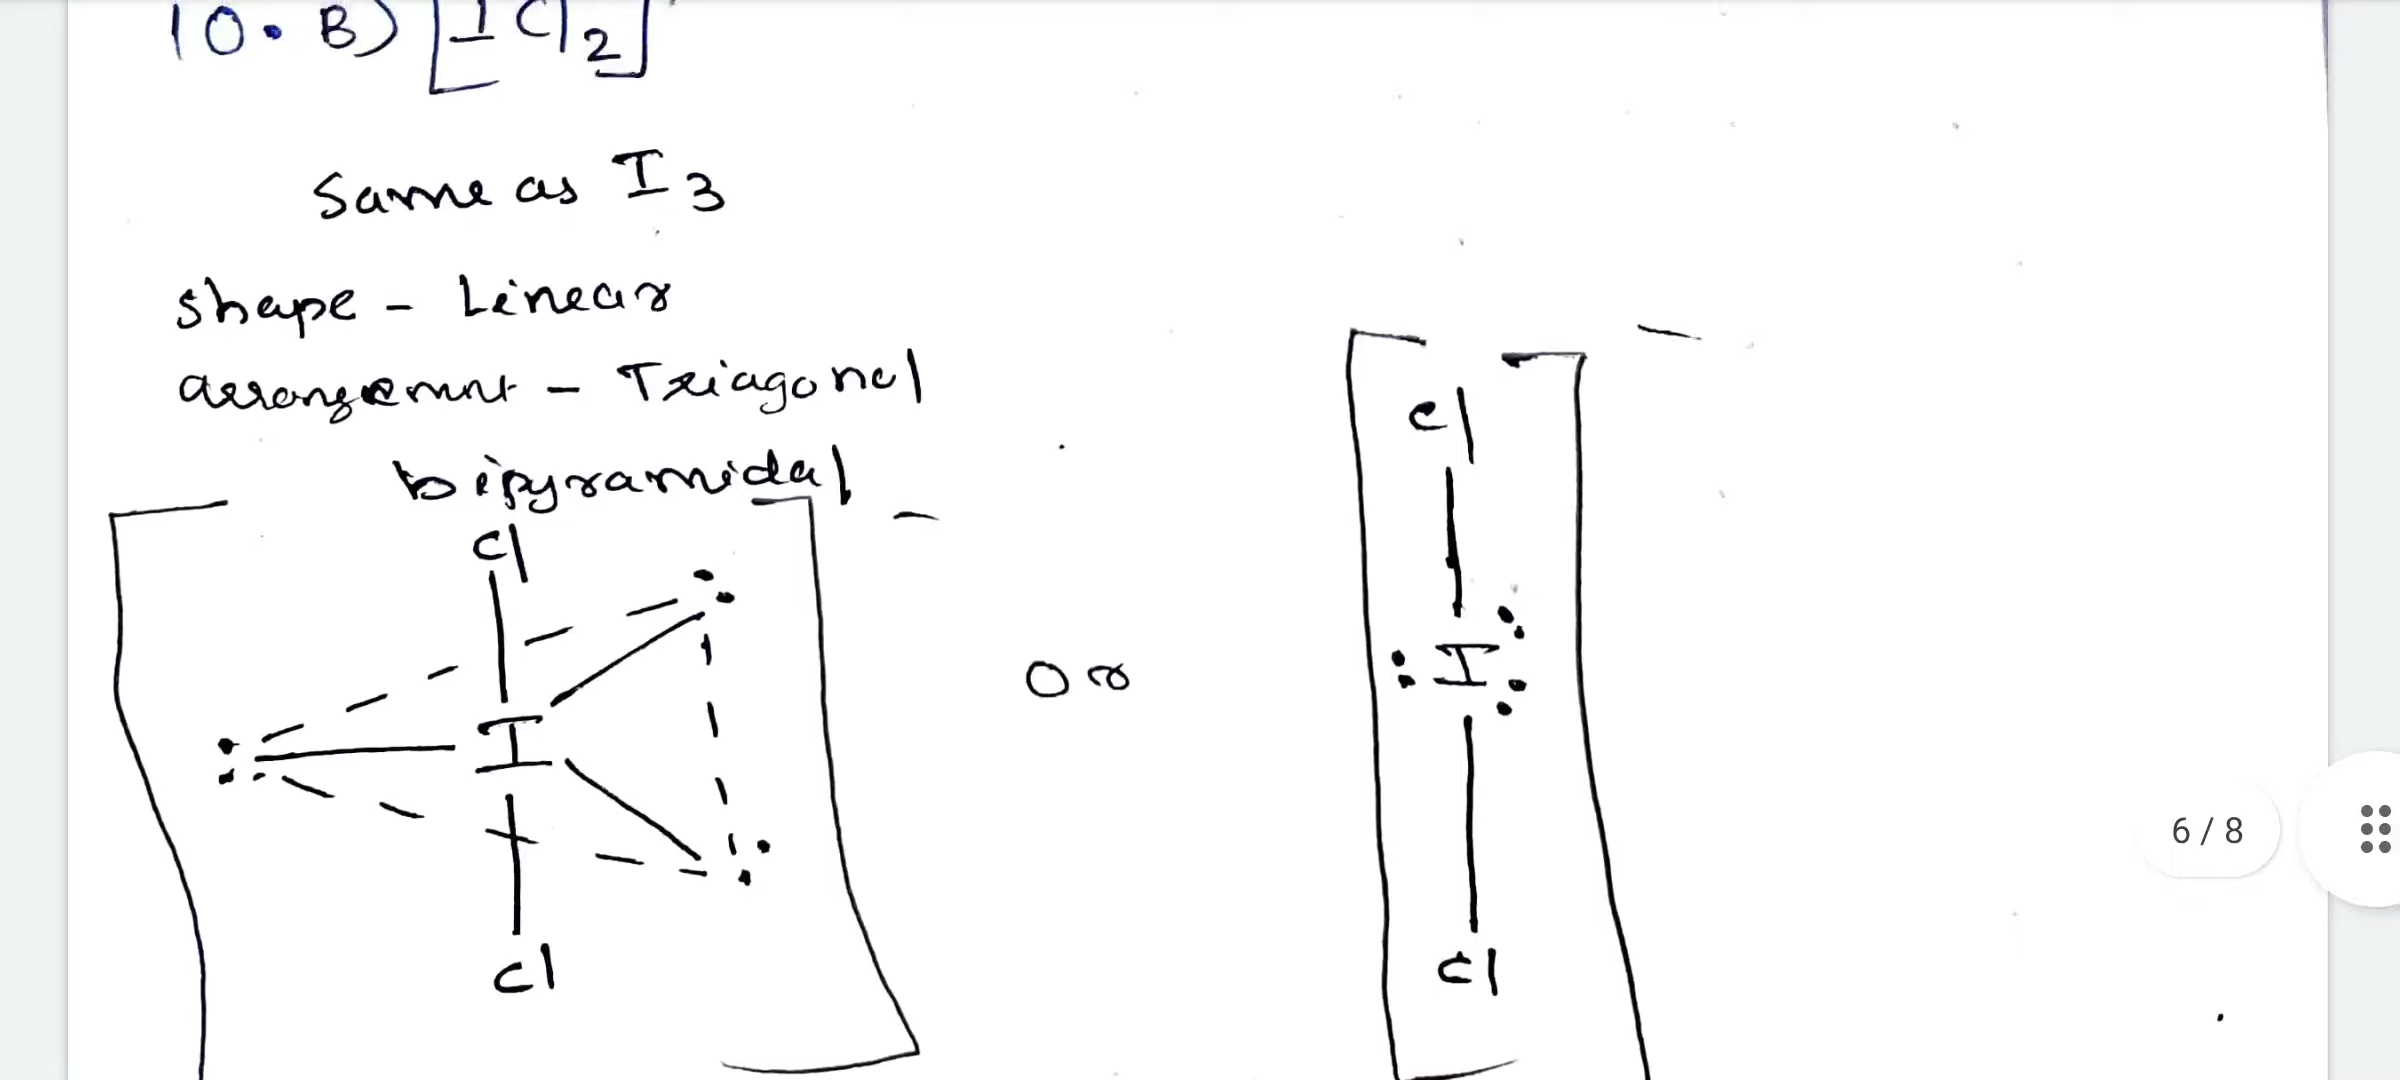 10. B) [ICl2]
Same as I3
Shape - Linear
arrangemnt - Triagonal
bipyramidal
Cl
I
Cl
or
Cl
I
Cl
6 / 8